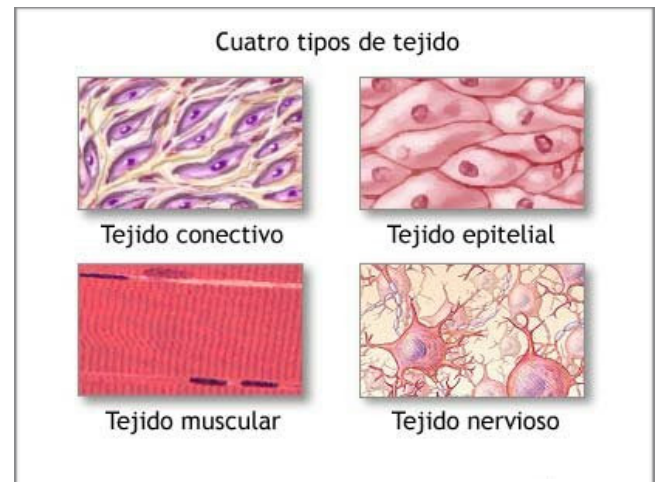 Cuatro tipos de tejido
Tejido conectivo
Tejido epitelial
Tejido muscular
Tejido nervioso